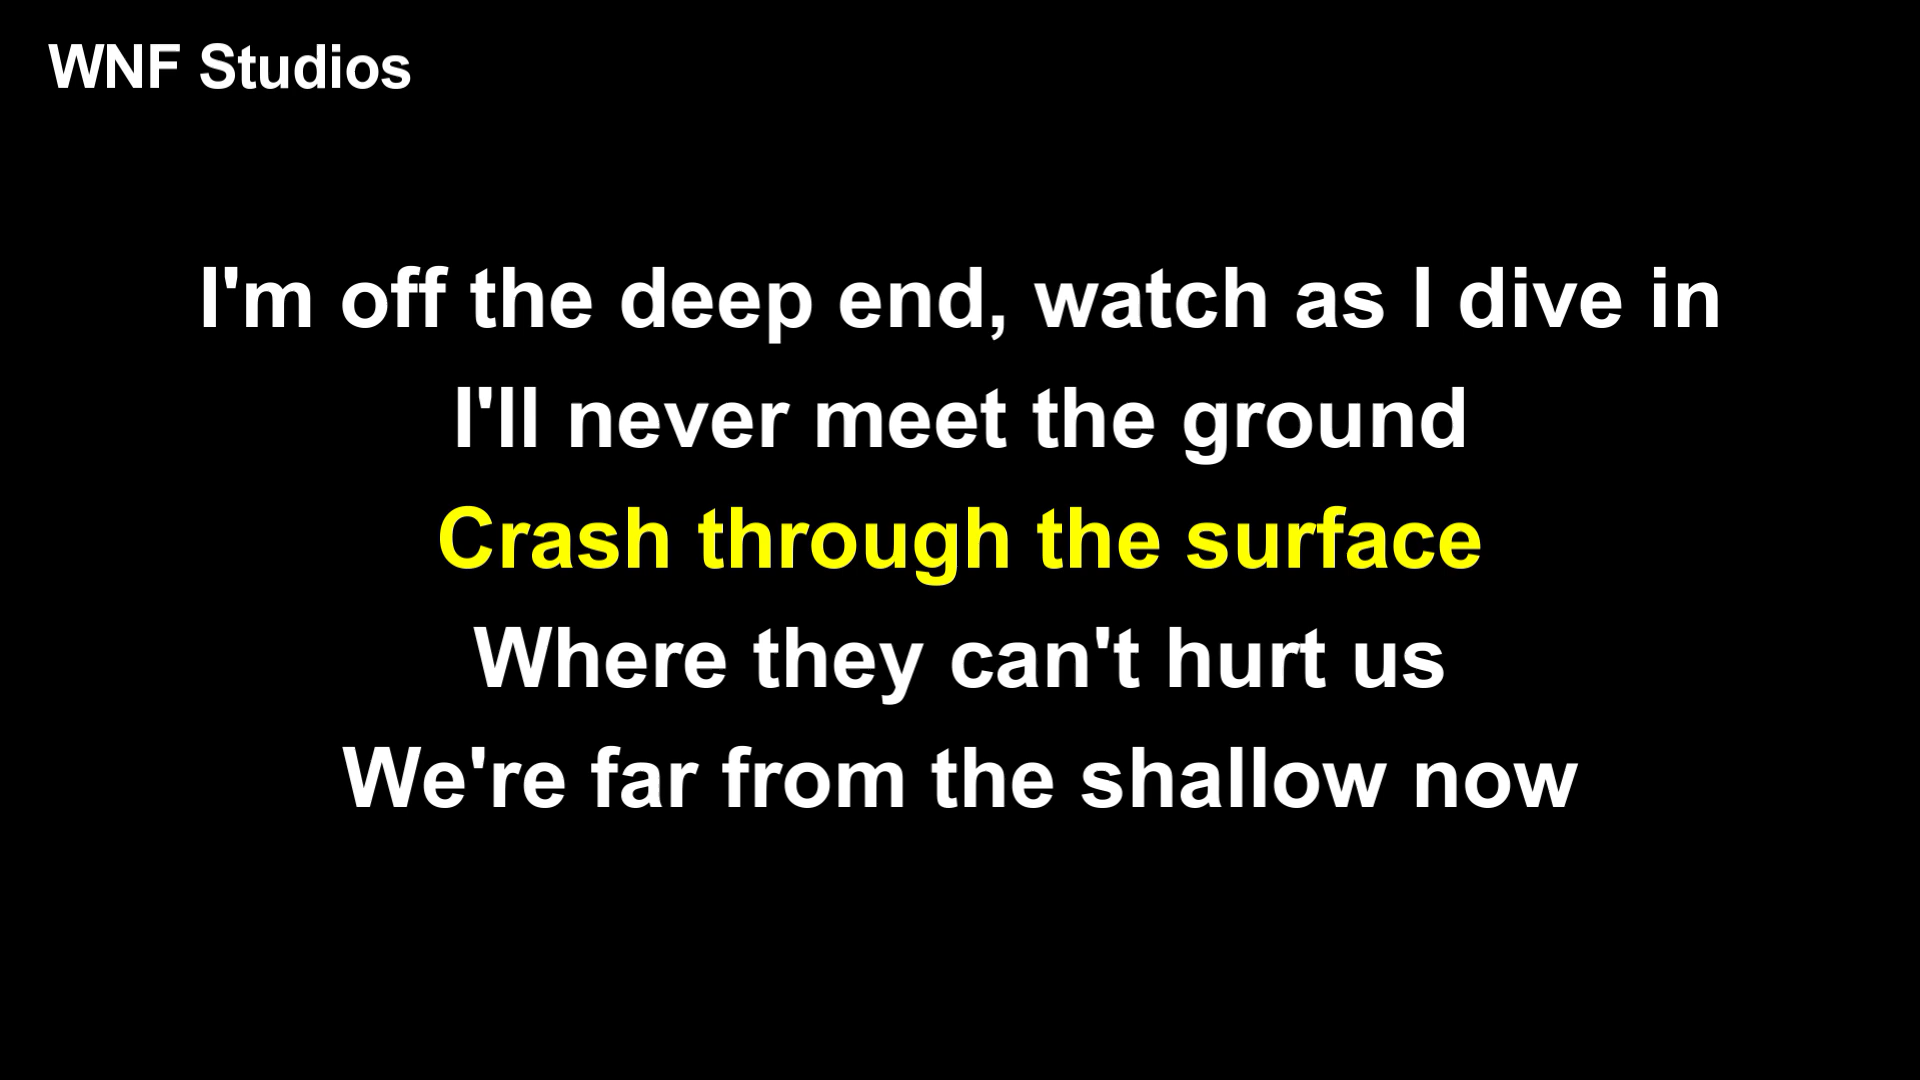 WNF Studios
I'm off the deep end, watch as I dive in
I'll never meet the ground
Crash through the surface
Where they can't hurt us
We're far from the shallow now